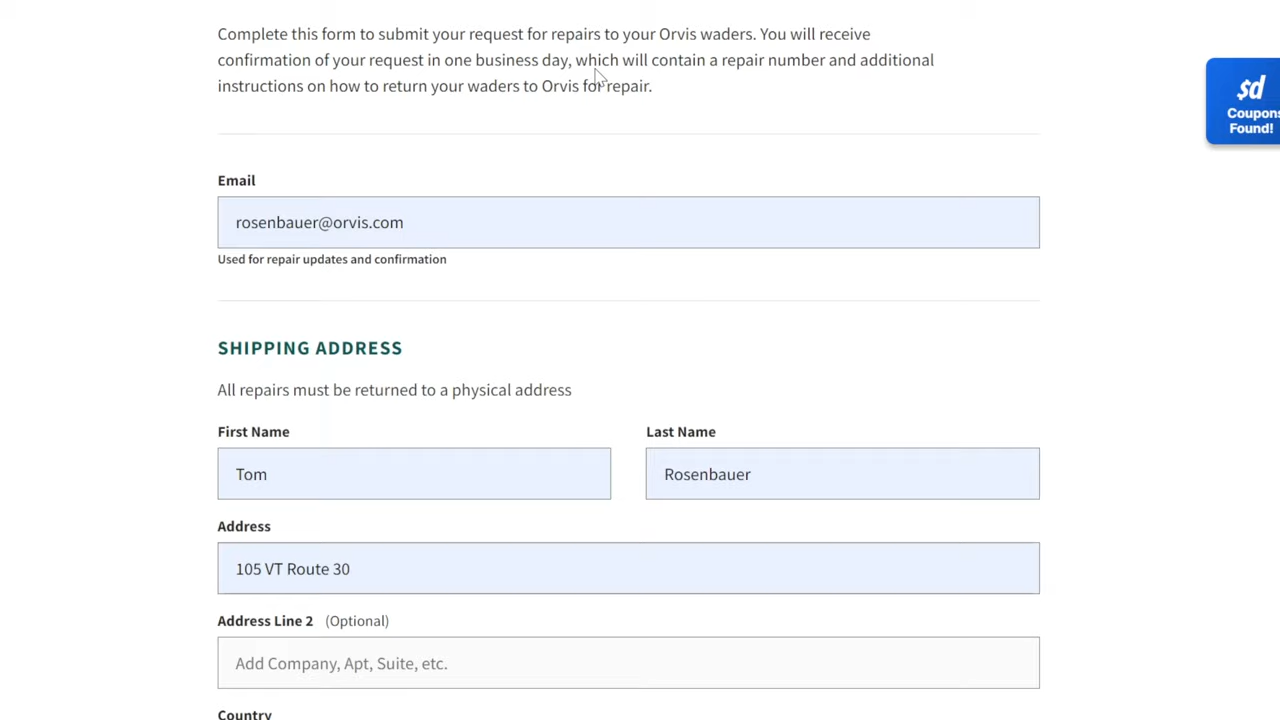 Complete this form to submit your request for repairs to your Orvis waders. You will receive
confirmation of your request in one business day, which will contain a repair number and additional
instructions on how to return your waders to Orvis for repair.
$d
Coupons
Found!
Email
rosenbauer@orvis.com
Used for repair updates and confirmation
SHIPPING ADDRESS
All repairs must be returned to a physical address
First Name
Last Name
Tom
Rosenbauer
Address
105 VT Route 30
Address Line 2 (Optional)
Add Company, Apt, Suite, etc.
Country